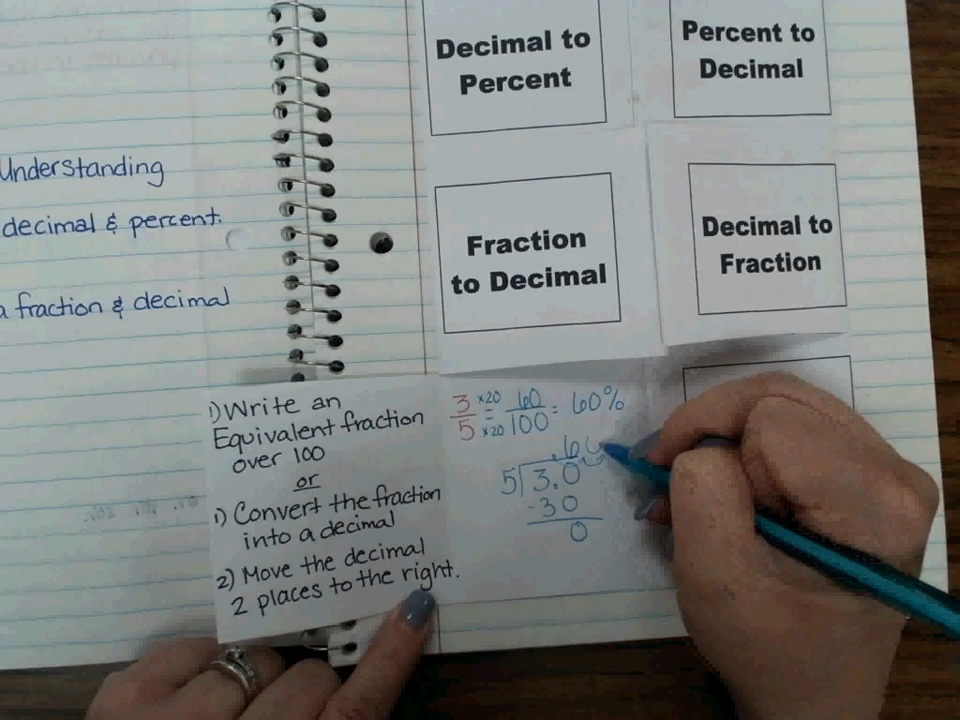 Understanding
decimal & percent.
a fraction & decimal
Decimal to
Percent
Percent to
Decimal
Fraction
to Decimal
Decimal to
Fraction
1) Write an
Equivalent fraction
over 100
or
1) Convert the fraction
into a decimal
2) Move the decimal
2 places to the right.
3/5 ×20/×20 = 60/100 = 60%
.6
5)3.0
-30
0